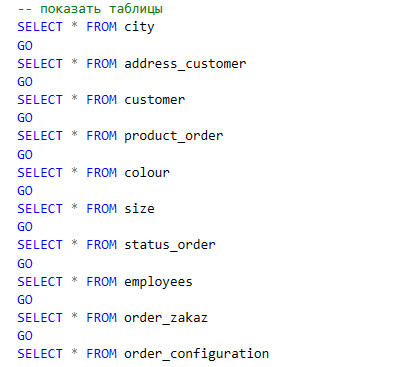 -- показать таблицы
SELECT * FROM city
GO
SELECT * FROM address_customer
GO
SELECT * FROM customer
GO
SELECT * FROM product_order
GO
SELECT * FROM colour
GO
SELECT * FROM size
GO
SELECT * FROM status_order
GO
SELECT * FROM employees
GO
SELECT * FROM order_zakaz
GO
SELECT * FROM order_configuration